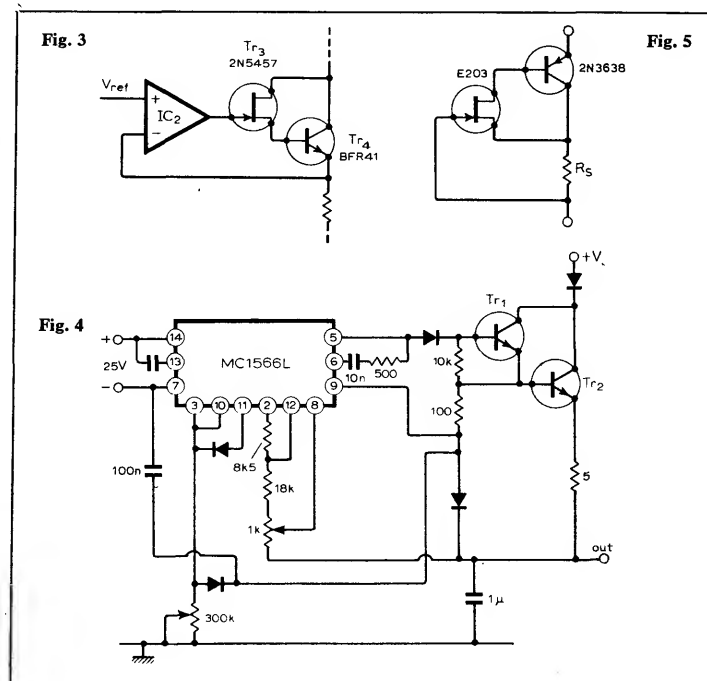 Fig. 3
Tr3
2N5457
Vref
+
IC2
−
Tr4
BFR41
Fig. 5
E203
2N3638
RS
Fig. 4
+
14
25V
13
−
7
MC1566L
5
6
9
10n
500
3
10
11
2
12
8
8k5
18k
1k
100n
300k
10k
100
Tr1
+V
Tr2
5
out
1μ